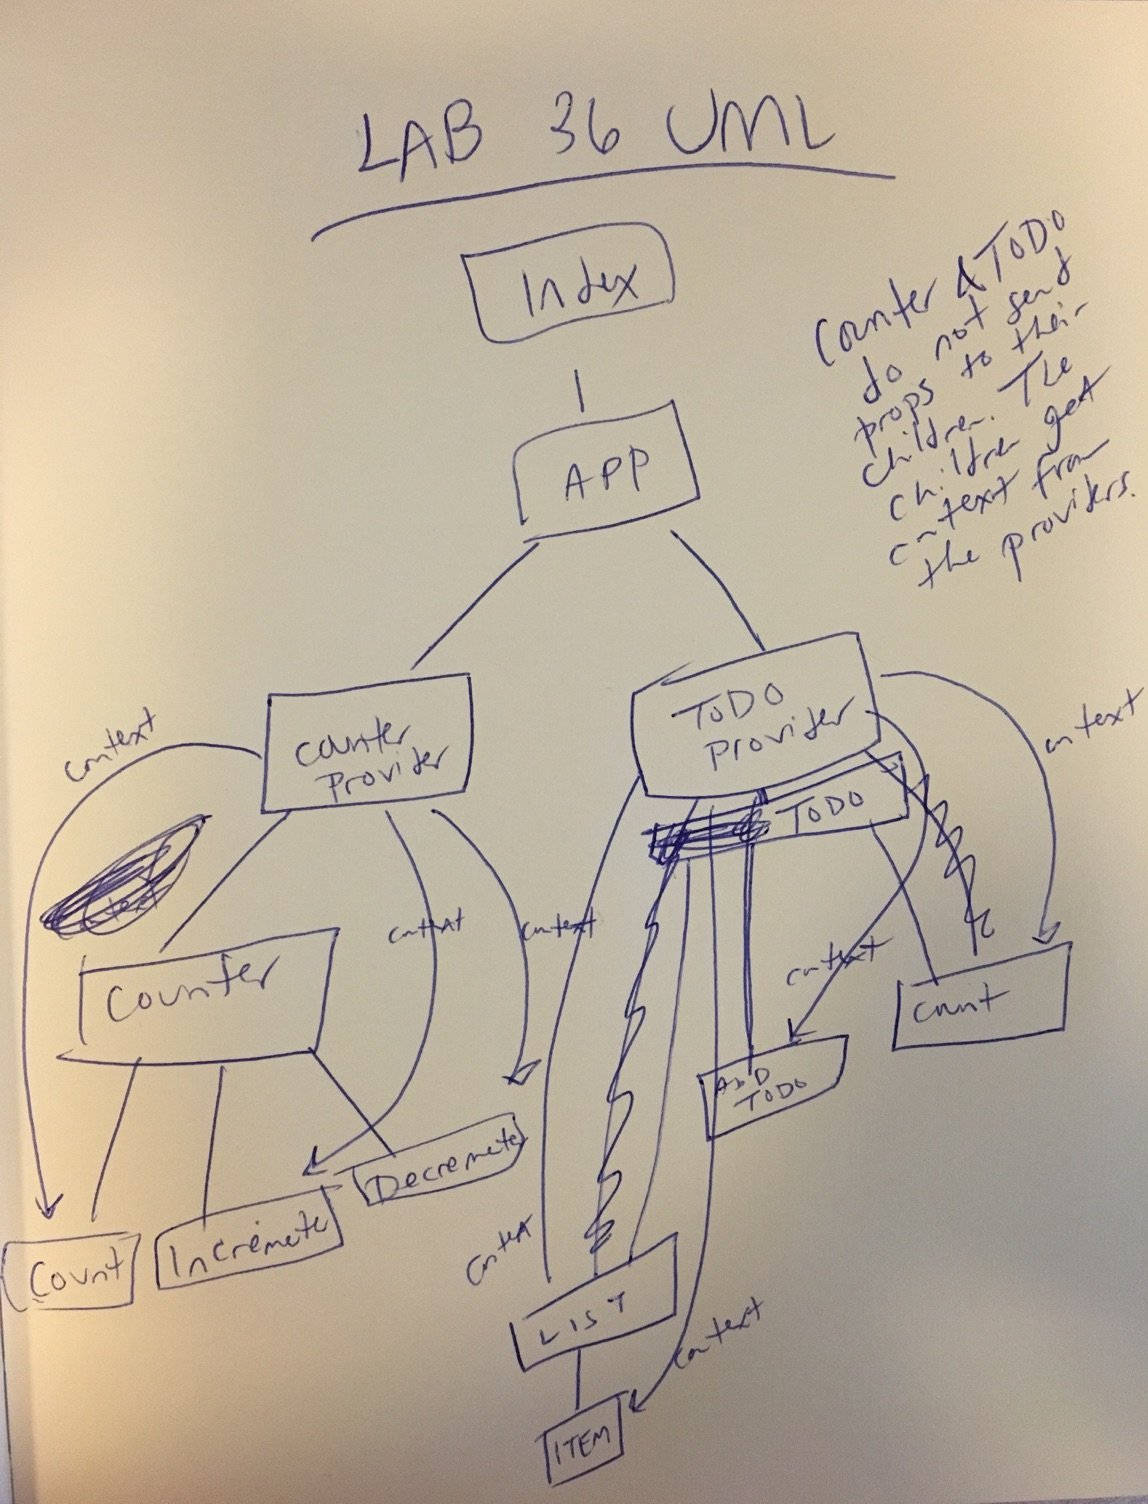 LAB 36 UML
Index
Counter & TODO
do not send
props to their
children. The
children get
context from
the providers.
APP
Counter
Provider
TODO
Provider
context
context
TODO
context
context
context
Counter
Count
ADD
TODO
Decremete
Count
Incremete
context
LIST
context
ITEM